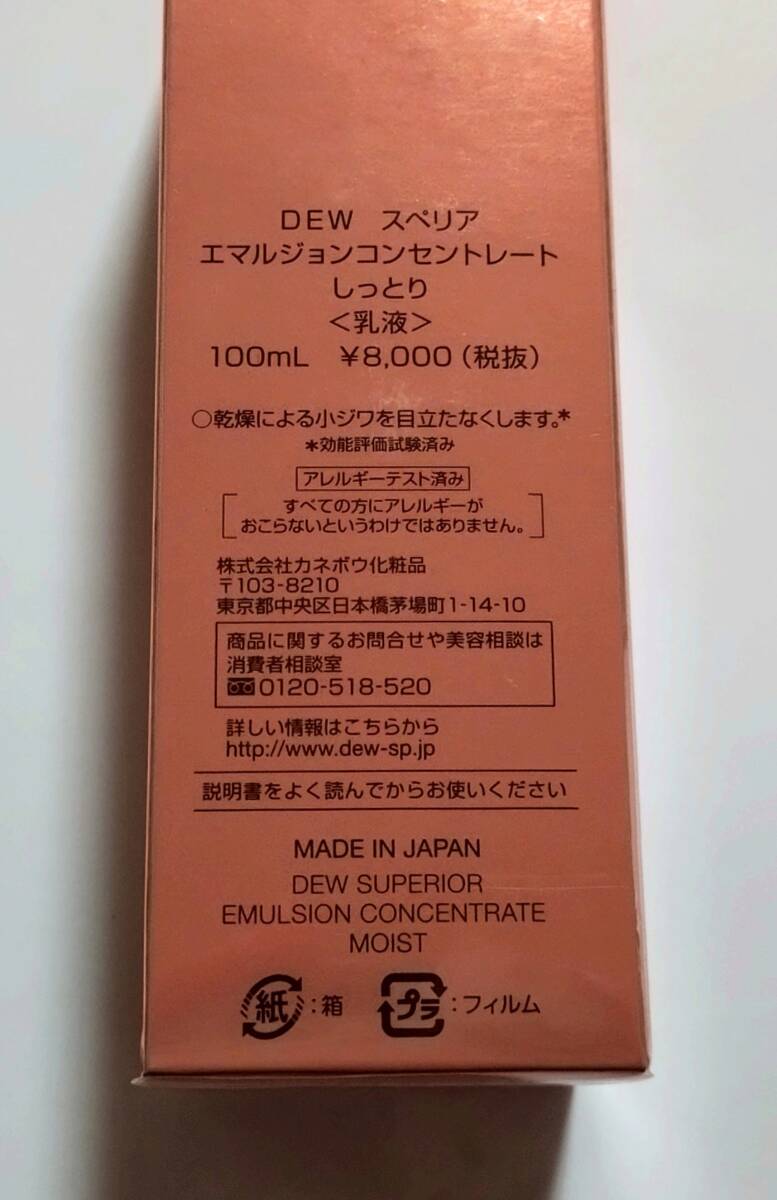 DEW スペリア
エマルジョンコンセントレート
しっとり
<乳液>
100mL ¥8,000(税抜)
○乾燥による小ジワを目立たなくします。*
*効能評価試験済み
アレルギーテスト済み
すべての方にアレルギーが
おこらないというわけではありません。
株式会社カネボウ化粧品
〒103-8210
東京都中央区日本橋茅場町1-14-10
商品に関するお問合せや美容相談は
消費者相談室
0120-518-520
詳しい情報はこちらから
http://www.dew-sp.jp
説明書をよく読んでからお使いください
MADE IN JAPAN
DEW SUPERIOR
EMULSION CONCENTRATE
MOIST
紙:箱 プラ:フィルム